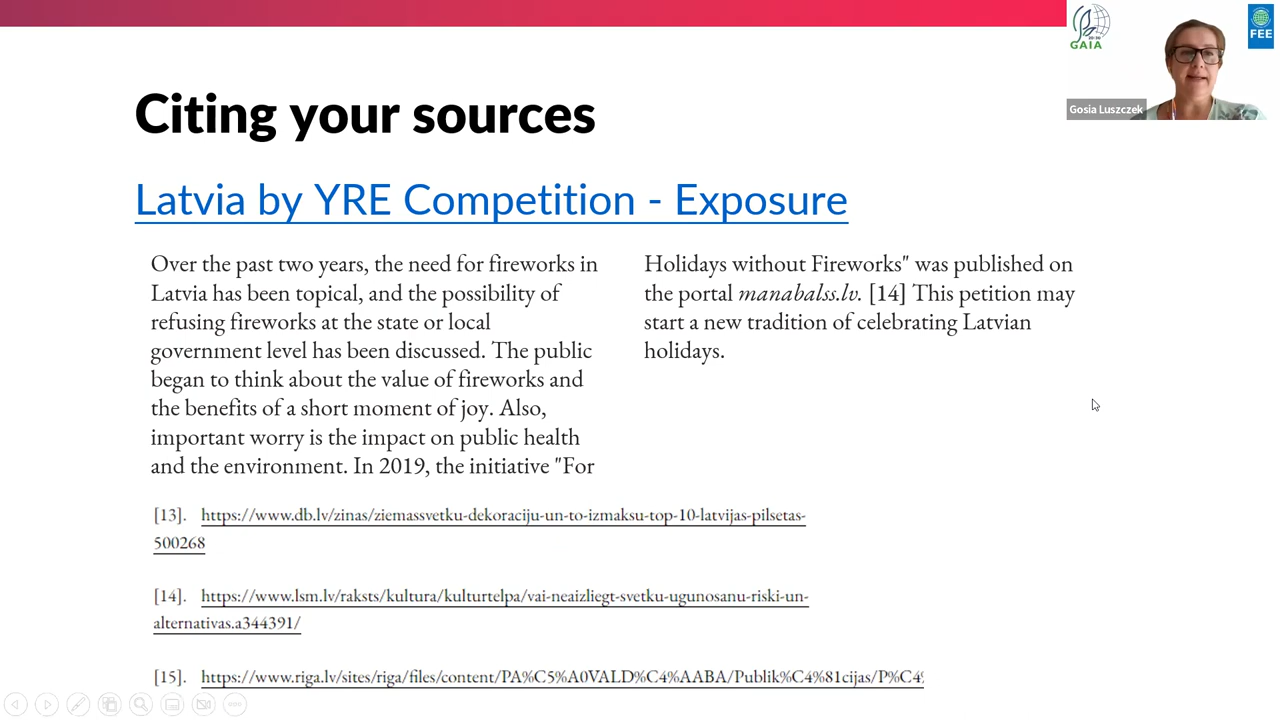 GAIA
20:30
FEE
Gosia Luszczek
Citing your sources
Latvia by YRE Competition - Exposure
Over the past two years, the need for fireworks in
Latvia has been topical, and the possibility of
refusing fireworks at the state or local
government level has been discussed. The public
began to think about the value of fireworks and
the benefits of a short moment of joy. Also,
important worry is the impact on public health
and the environment. In 2019, the initiative "For
Holidays without Fireworks" was published on
the portal manabalss.lv. [14] This petition may
start a new tradition of celebrating Latvian
holidays.
[13]. https://www.db.lv/zinas/ziemassvetku-dekoraciju-un-to-izmaksu-top-10-latvijas-pilsetas-
500268
[14]. https://www.lsm.lv/raksts/kultura/kulturtelpa/vai-neaizliegt-svetku-ugunosanu-riski-un-
alternativas.a344391/
[15]. https://www.riga.lv/sites/riga/files/content/PA%C5%A0VALD%C4%AABA/Publik%C4%81cijas/P%C4